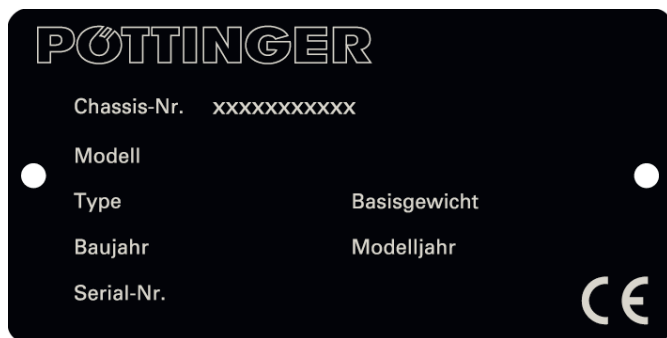 PÖTTINGER
Chassis-Nr. xxxxxxxxxxx
Modell
Type Basisgewicht
Baujahr Modelljahr
Serial-Nr.
CE